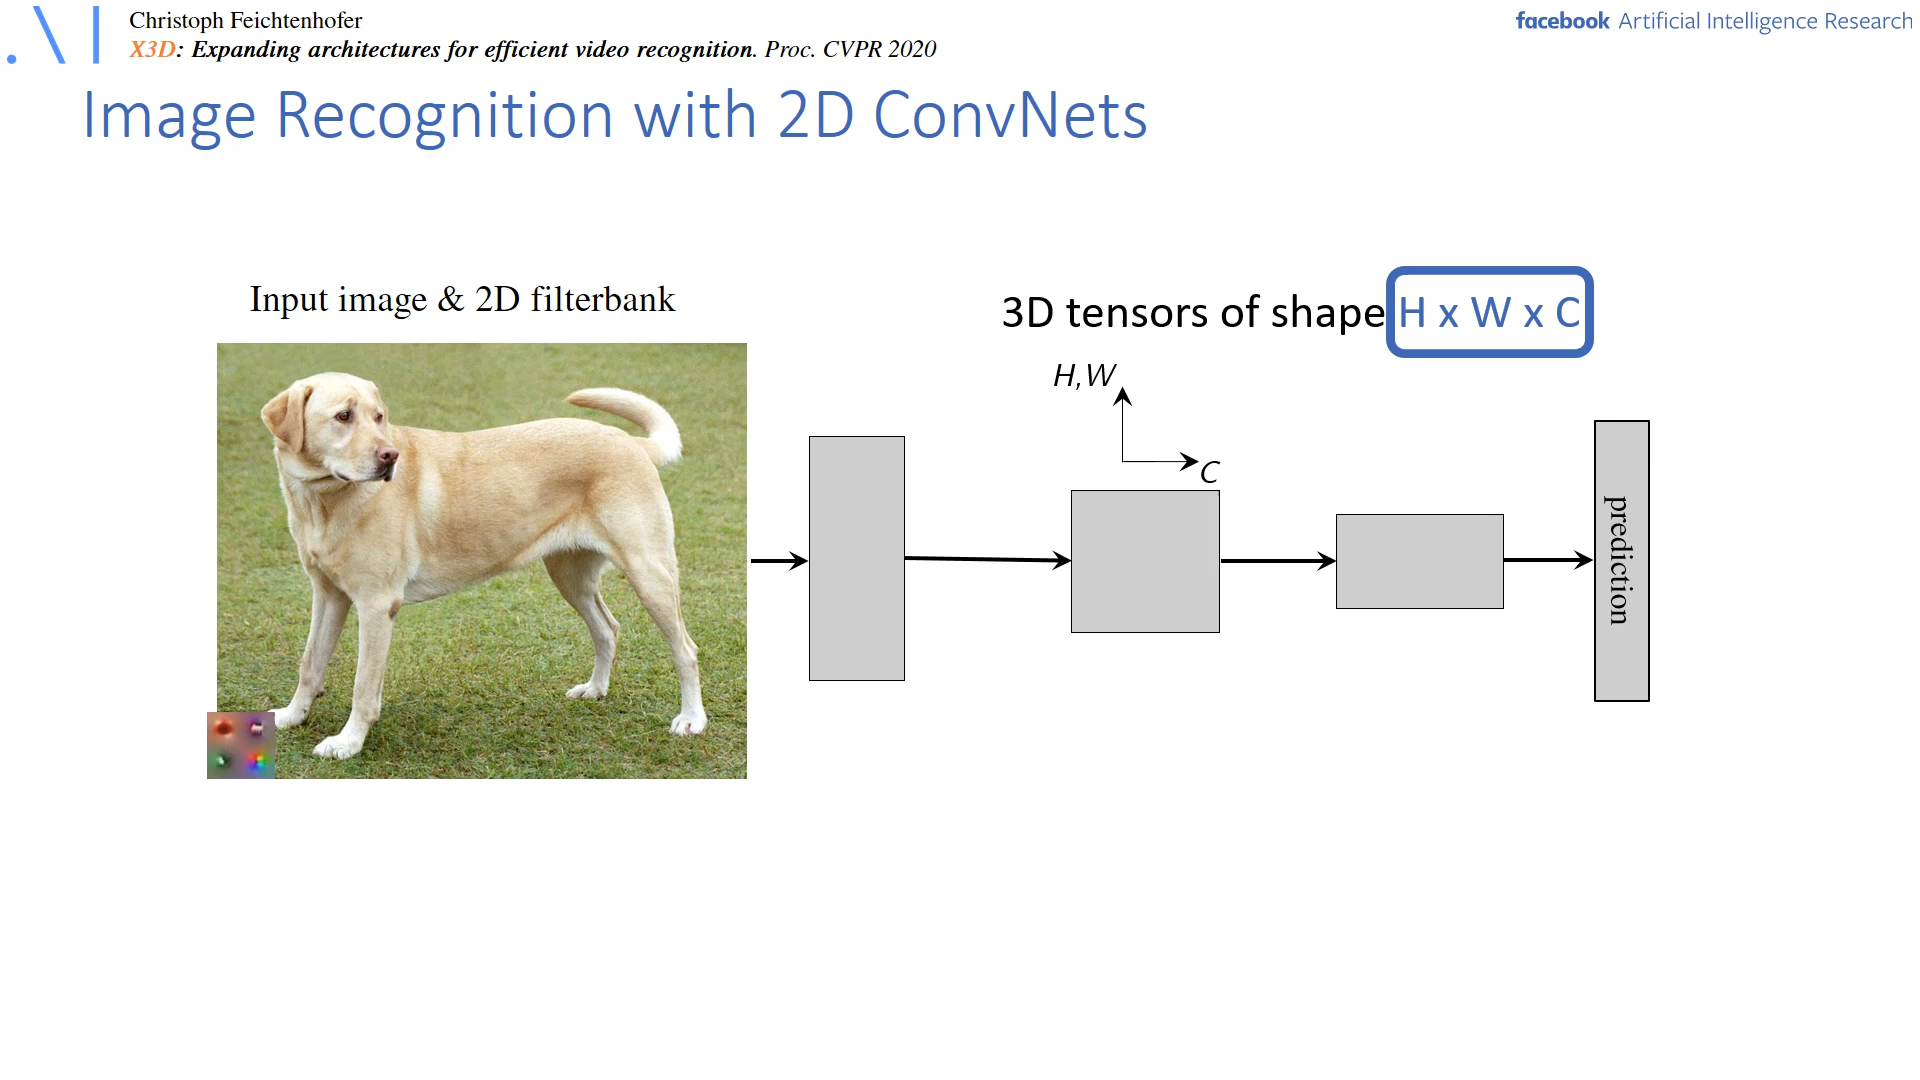 Christoph Feichtenhofer
X3D: Expanding architectures for efficient video recognition. Proc. CVPR 2020
facebook Artificial Intelligence Research
Image Recognition with 2D ConvNets
Input image & 2D filterbank
3D tensors of shape H x W x C
H,W
C
prediction